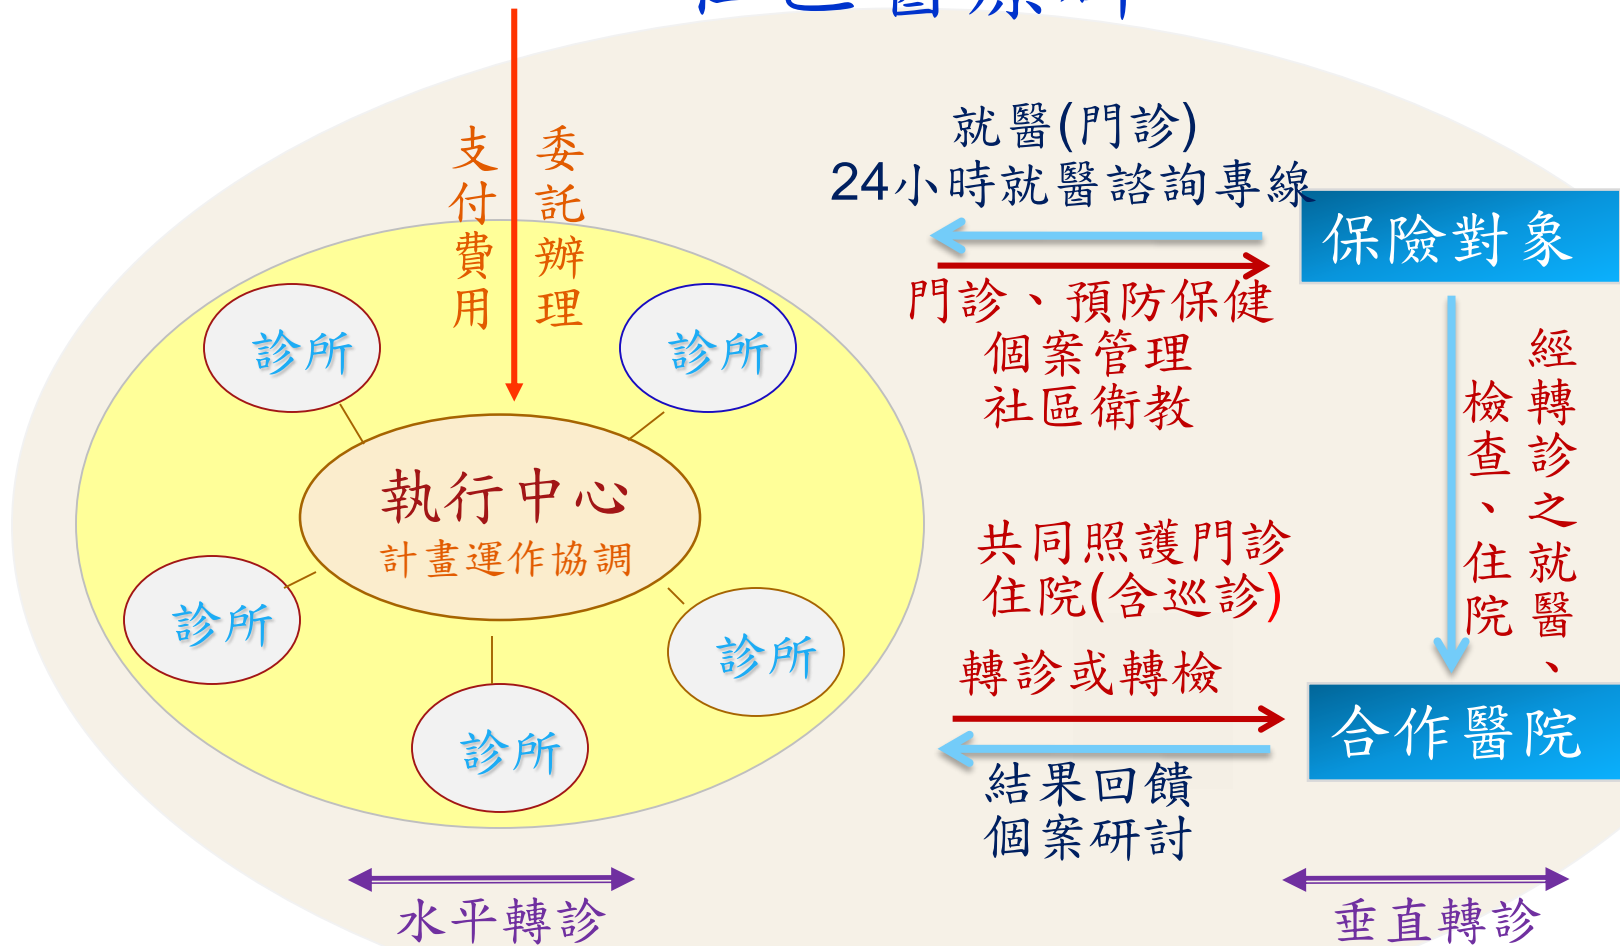 支付費用
委託辦理
就醫(門診)
24小時就醫諮詢專線
保險對象
門診、預防保健
個案管理
社區衛教
診所
診所
執行中心
計畫運作協調
診所
診所
診所
經轉診之就醫、
檢查、住院
共同照護門診
住院(含巡診)
轉診或轉檢
合作醫院
結果回饋
個案研討
水平轉診
垂直轉診